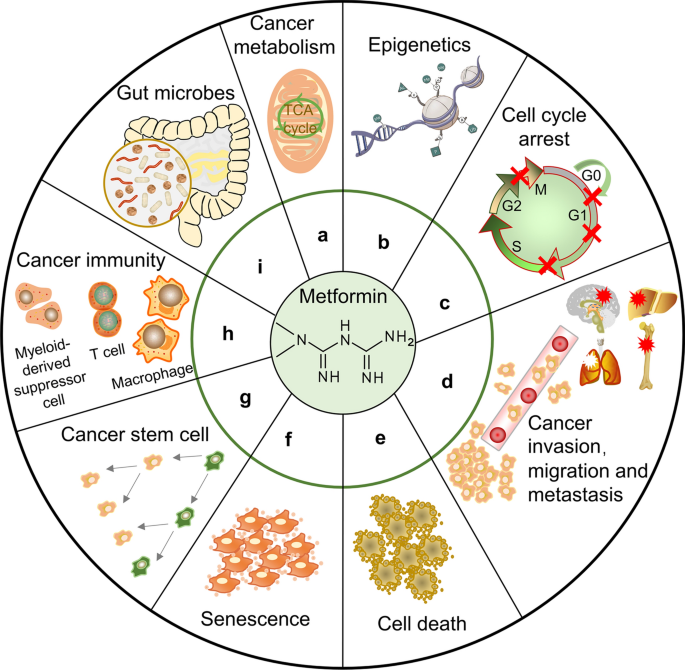 Cancer
metabolism
TCA
cycle
a
Epigenetics
b
Cell cycle
arrest
G0
M
G2
G1
S
c
Cancer
invasion,
migration and
metastasis
d
Cell death
e
Senescence
f
Cancer stem cell
g
Cancer immunity
Myeloid-
derived
suppressor
cell
T cell
Macrophage
h
Gut microbes
i
Metformin
H
N
N
NH2
NH
NH